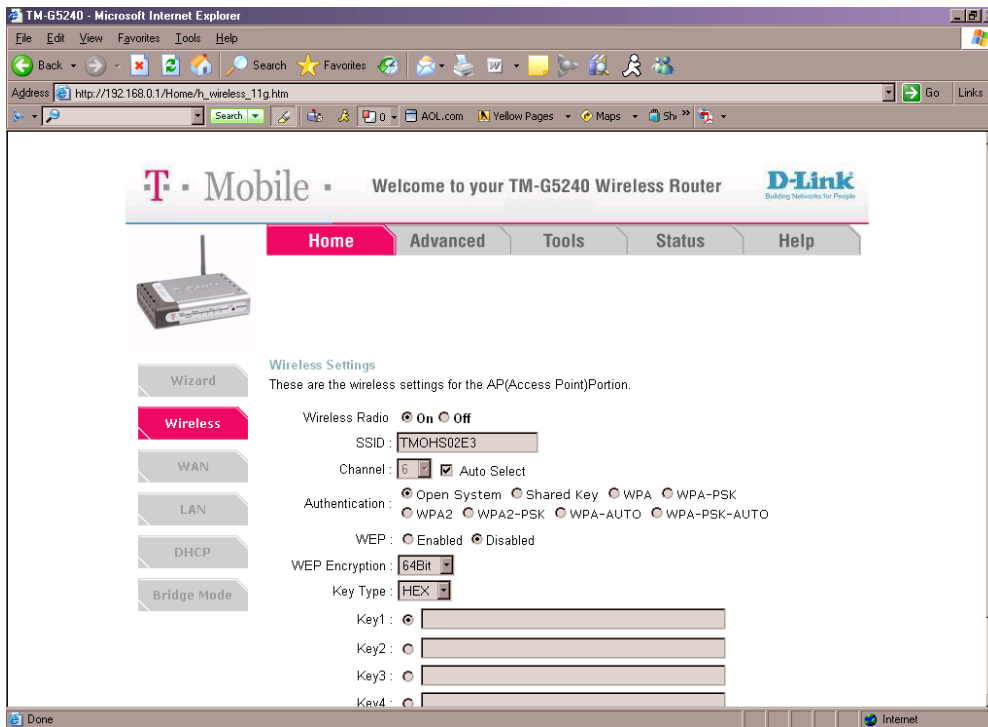 TM-G5240 - Microsoft Internet Explorer
File Edit View Favorites Tools Help
Back Search Favorites
Address http://192.168.0.1/Home/h_wireless_11g.htm Go Links
Search 0 AOL.com Yellow Pages Maps »
T · Mobile · Welcome to your TM-G5240 Wireless Router D-Link
Building Networks for People
Home Advanced Tools Status Help
Wireless Settings
These are the wireless settings for the AP(Access Point)Portion.
Wizard
Wireless
WAN
LAN
DHCP
Bridge Mode
Wireless Radio On Off
SSID : TMOHS02E3
Channel : 6 Auto Select
Authentication : Open System Shared Key WPA WPA-PSK
WPA2 WPA2-PSK WPA-AUTO WPA-PSK-AUTO
WEP : Enabled Disabled
WEP Encryption : 64Bit
Key Type : HEX
Key1 :
Key2 :
Key3 :
Key4 :
Done Internet